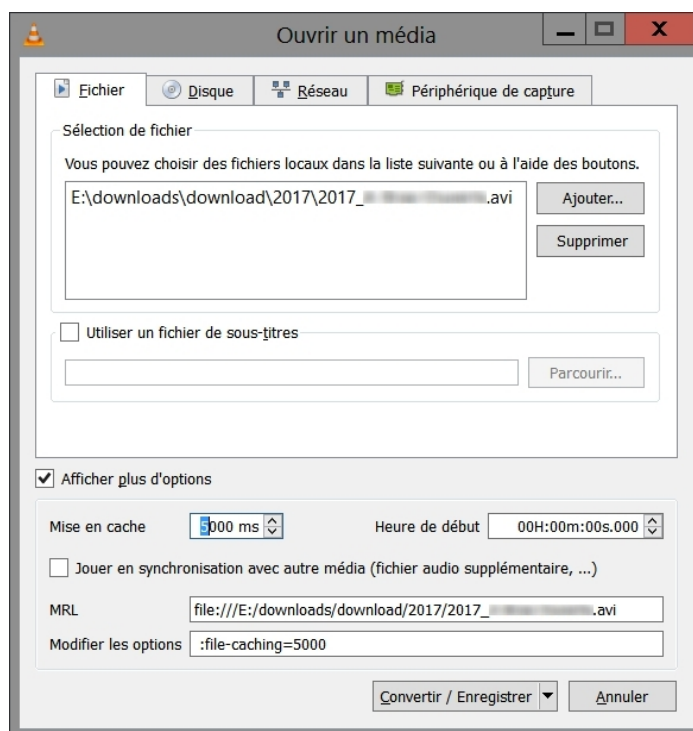 Ouvrir un média
Fichier Disque Réseau Périphérique de capture
Sélection de fichier
Vous pouvez choisir des fichiers locaux dans la liste suivante ou à l'aide des boutons.
E:\downloads\download\2017\2017_ .avi
Ajouter...
Supprimer
Utiliser un fichier de sous-titres
Parcourir...
Afficher plus d'options
Mise en cache 5000 ms Heure de début 00H:00m:00s.000
Jouer en synchronisation avec autre média (fichier audio supplémentaire, ...)
MRL file:///E:/downloads/download/2017/2017_ .avi
Modifier les options :file-caching=5000
Convertir / Enregistrer Annuler